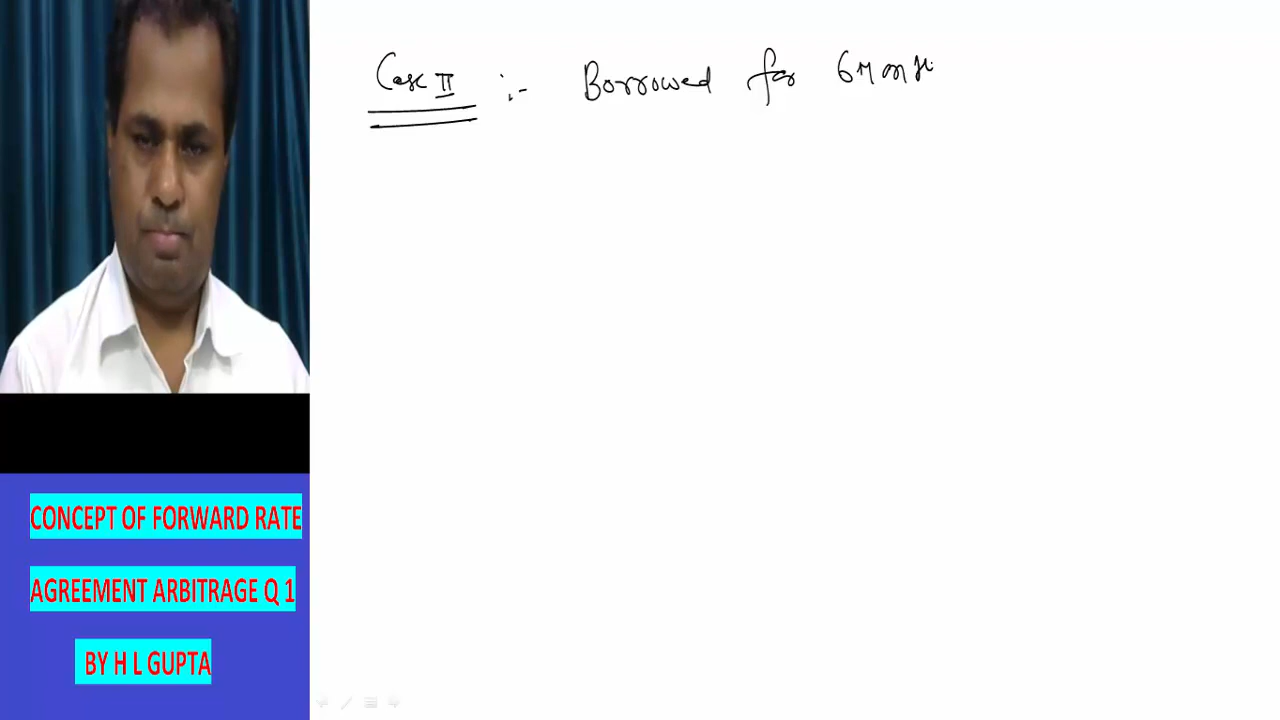 Case II :- Borrowed for 6 Month
CONCEPT OF FORWARD RATE
AGREEMENT ARBITRAGE Q 1
BY H L GUPTA